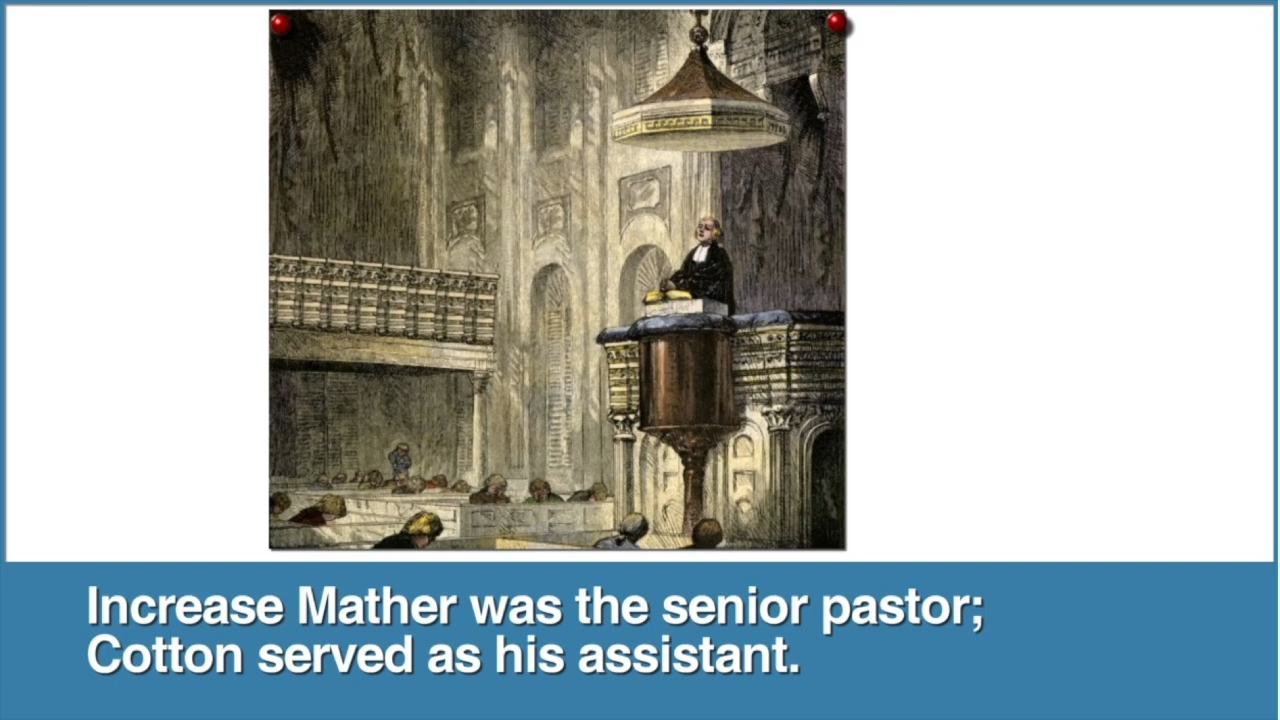 Increase Mather was the senior pastor;
Cotton served as his assistant.